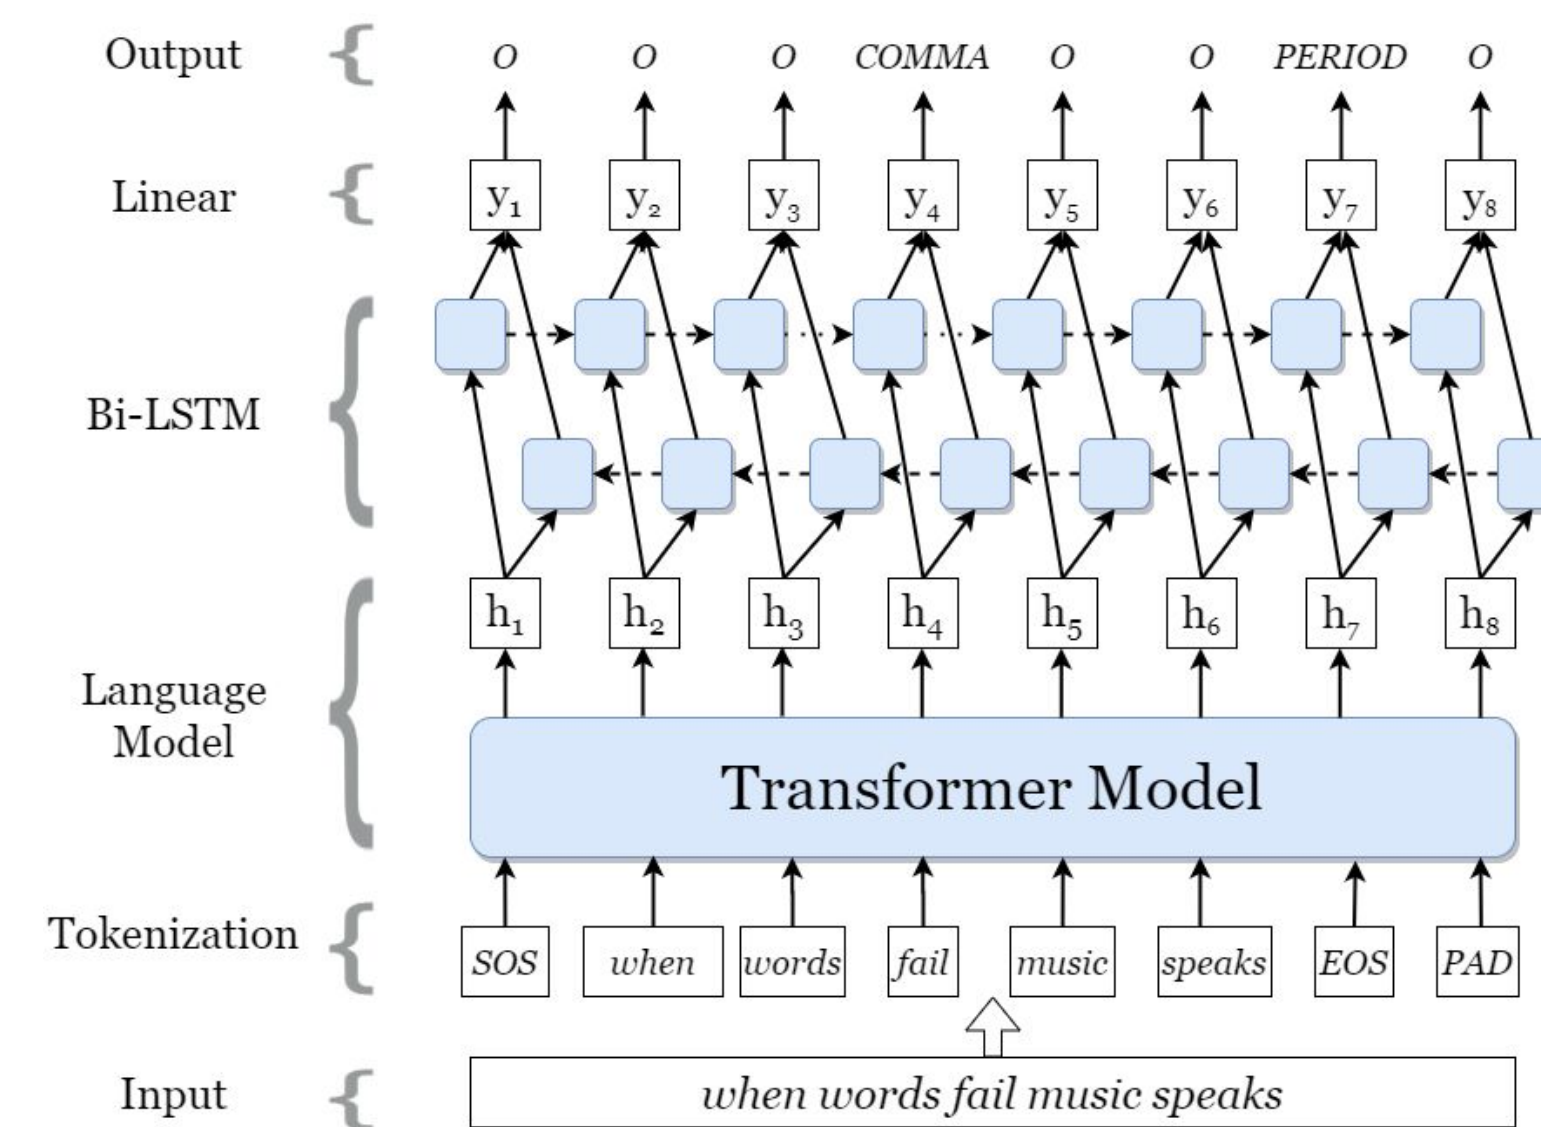 Output O O O COMMA O O PERIOD O
Linear y₁ y₂ y₃ y₄ y₅ y₆ y₇ y₈
Bi-LSTM
Language
Model
h₁ h₂ h₃ h₄ h₅ h₆ h₇ h₈
Transformer Model
Tokenization SOS when words fail music speaks EOS PAD
Input when words fail music speaks